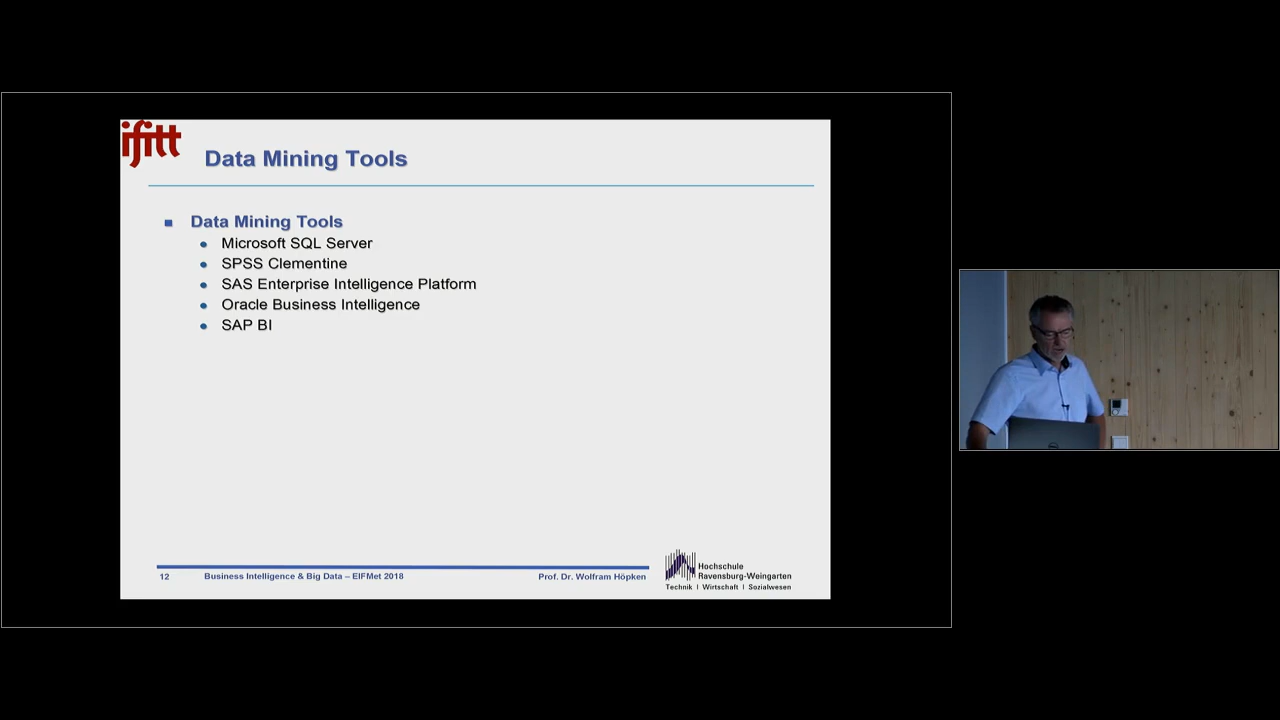 ifitt
Data Mining Tools
Data Mining Tools
Microsoft SQL Server
SPSS Clementine
SAS Enterprise Intelligence Platform
Oracle Business Intelligence
SAP BI
12 Business Intelligence & Big Data – EIFMet 2018 Prof. Dr. Wolfram Höpken
Hochschule
Ravensburg-Weingarten
Technik | Wirtschaft | Sozialwesen